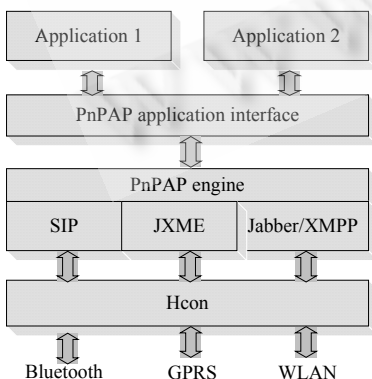 Application 1 Application 2
PnPAP application interface
PnPAP engine
SIP JXME Jabber/XMPP
Hcon
Bluetooth GPRS WLAN